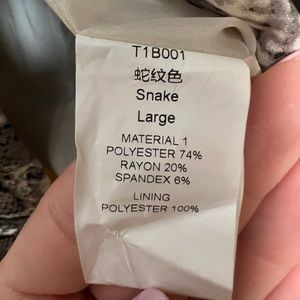 T1B001
蛇纹色
Snake
Large
MATERIAL 1
POLYESTER 74%
RAYON 20%
SPANDEX 6%
LINING
POLYESTER 100%